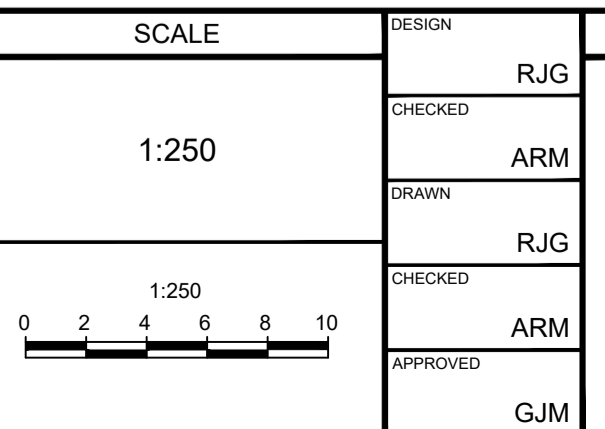 SCALE
1:250
1:250
0 2 4 6 8 10
DESIGN
RJG
CHECKED
ARM
DRAWN
RJG
CHECKED
ARM
APPROVED
GJM